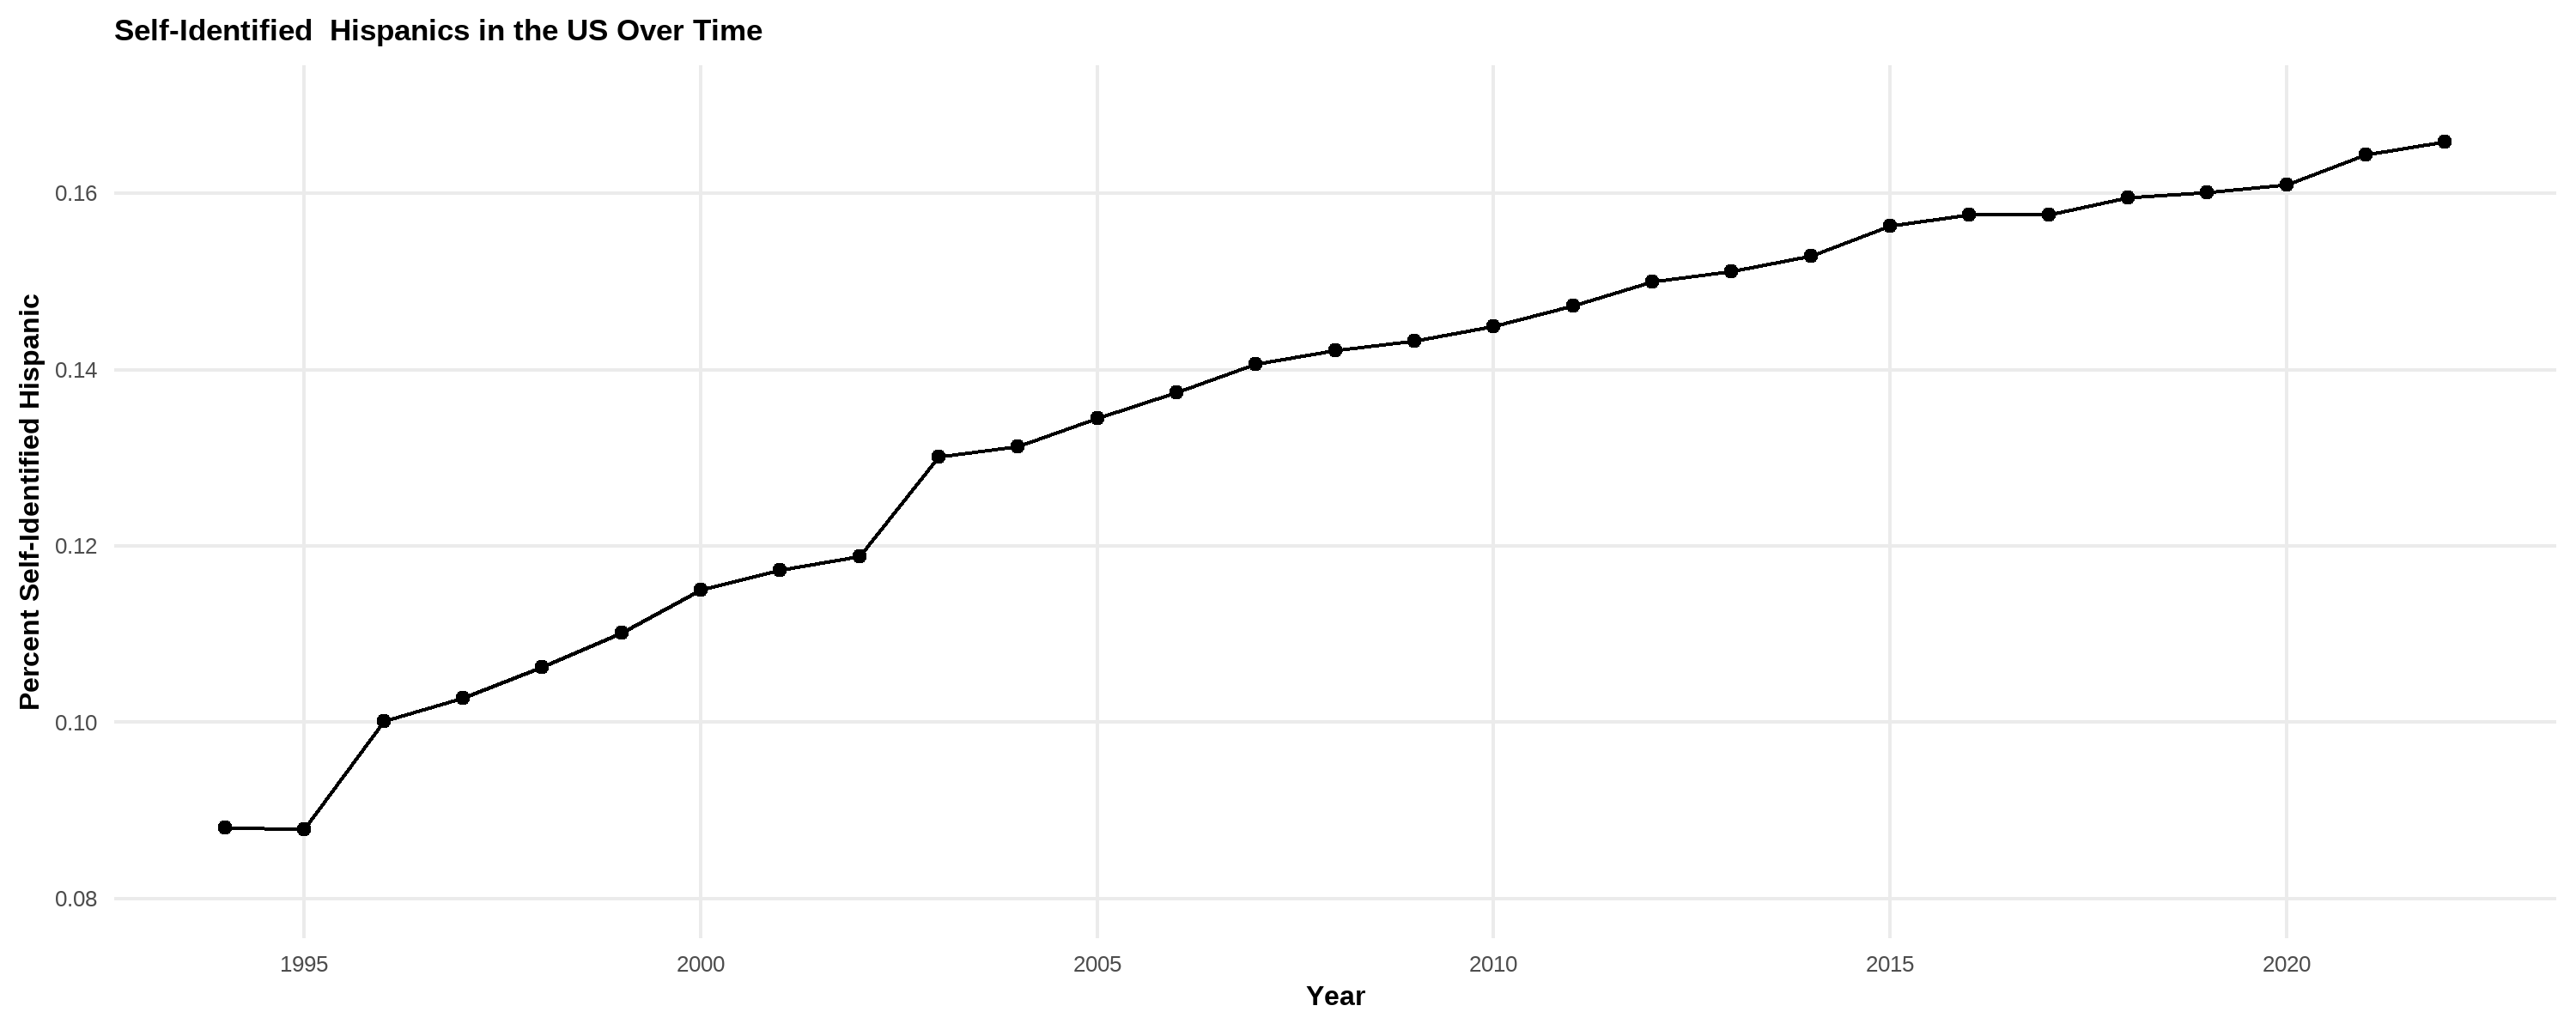 Self-Identified  Hispanics in the US Over Time
Percent Self-Identified Hispanic
0.16
0.14
0.12
0.10
0.08
1995 2000 2005 2010 2015 2020
Year